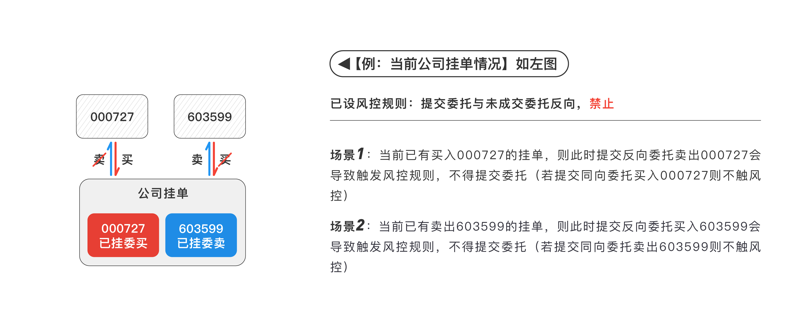 000727
603599
卖 买
卖 买
公司挂单
000727
已挂委买
603599
已挂委卖
【例：当前公司挂单情况】如左图
已设风控规则：提交委托与未成交委托反向，禁止
场景1：当前已有买入000727的挂单，则此时提交反向委托卖出000727会
导致触发风控规则，不得提交委托（若提交同向委托买入000727则不触风
控）
场景2：当前已有卖出603599的挂单，则此时提交反向委托买入603599会
导致触发风控规则，不得提交委托（若提交同向委托卖出603599则不触风
控）